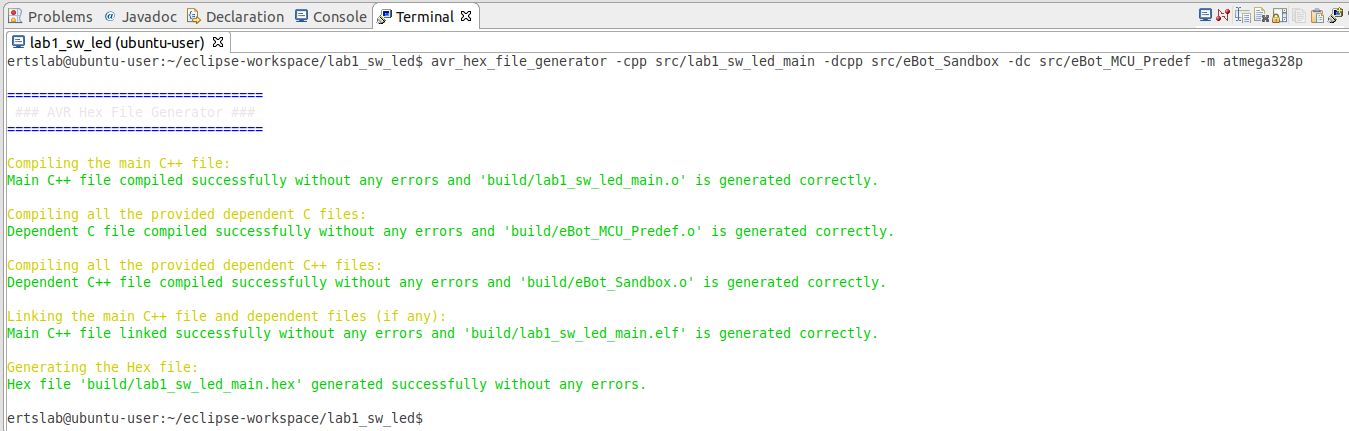 Problems @ Javadoc Declaration Console Terminal
lab1_sw_led (ubuntu-user)
ertslab@ubuntu-user:~/eclipse-workspace/lab1_sw_led$ avr_hex_file_generator -cpp src/lab1_sw_led_main -dcpp src/eBot_Sandbox -dc src/eBot_MCU_Predef -m atmega328p
================================
### AVR Hex File Generator ###
================================
Compiling the main C++ file:
Main C++ file compiled successfully without any errors and 'build/lab1_sw_led_main.o' is generated correctly.
Compiling all the provided dependent C files:
Dependent C file compiled successfully without any errors and 'build/eBot_MCU_Predef.o' is generated correctly.
Compiling all the provided dependent C++ files:
Dependent C++ file compiled successfully without any errors and 'build/eBot_Sandbox.o' is generated correctly.
Linking the main C++ file and dependent files (if any):
Main C++ file linked successfully without any errors and 'build/lab1_sw_led_main.elf' is generated correctly.
Generating the Hex file:
Hex file 'build/lab1_sw_led_main.hex' generated successfully without any errors.
ertslab@ubuntu-user:~/eclipse-workspace/lab1_sw_led$